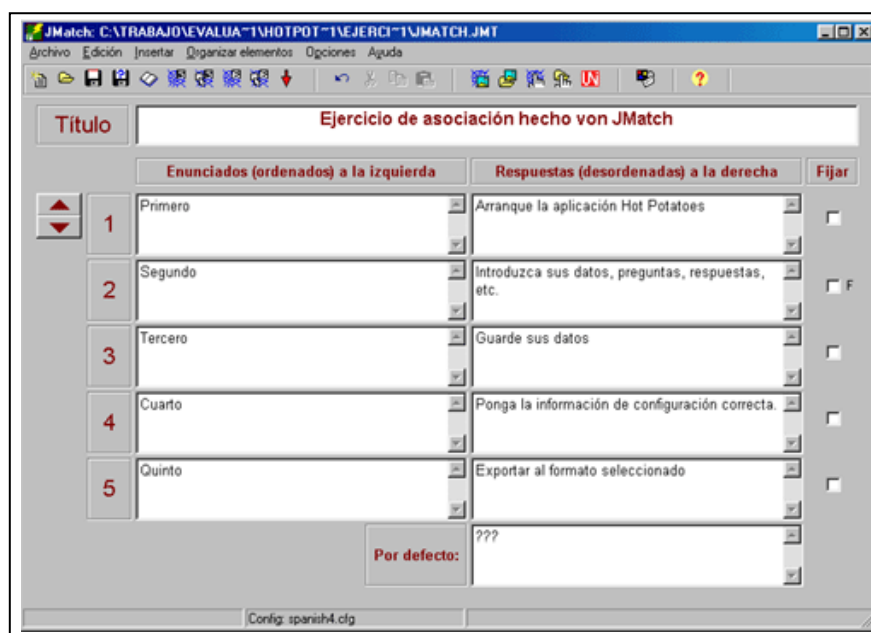 JMatch: C:\TRABAJO\EVALUA~1\HOTPOT~1\EJERCI~1\JMATCH.JMT
Archivo Edición Insertar Organizar elementos Opciones Ayuda
Título
Ejercicio de asociación hecho von JMatch
Enunciados (ordenados) a la izquierda
Respuestas (desordenadas) a la derecha
Fijar
1
Primero
Arranque la aplicación Hot Potatoes
2
Segundo
Introduzca sus datos, preguntas, respuestas,
etc.
F
3
Tercero
Guarde sus datos
4
Cuarto
Ponga la información de configuración correcta.
5
Quinto
Exportar al formato seleccionado
Por defecto:
???
Config: spanish4.cfg